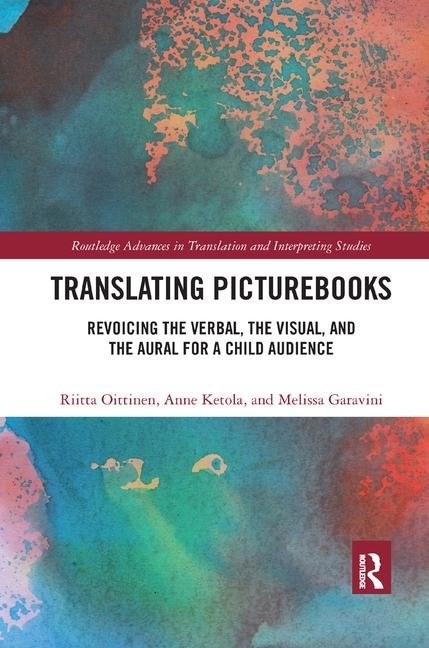 Routledge Advances in Translation and Interpreting Studies
TRANSLATING PICTUREBOOKS
REVOICING THE VERBAL, THE VISUAL, AND
THE AURAL FOR A CHILD AUDIENCE
Riitta Oittinen, Anne Ketola, and Melissa Garavini
ROUTLEDGE